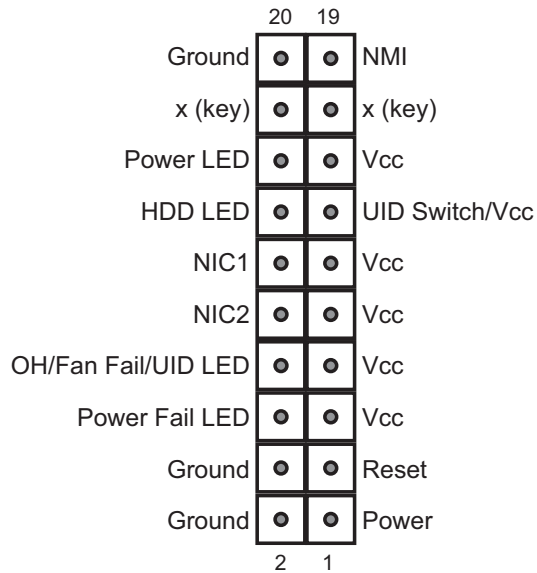 20 19
Ground NMI
x (key) x (key)
Power LED Vcc
HDD LED UID Switch/Vcc
NIC1 Vcc
NIC2 Vcc
OH/Fan Fail/UID LED Vcc
Power Fail LED Vcc
Ground Reset
Ground Power
2 1